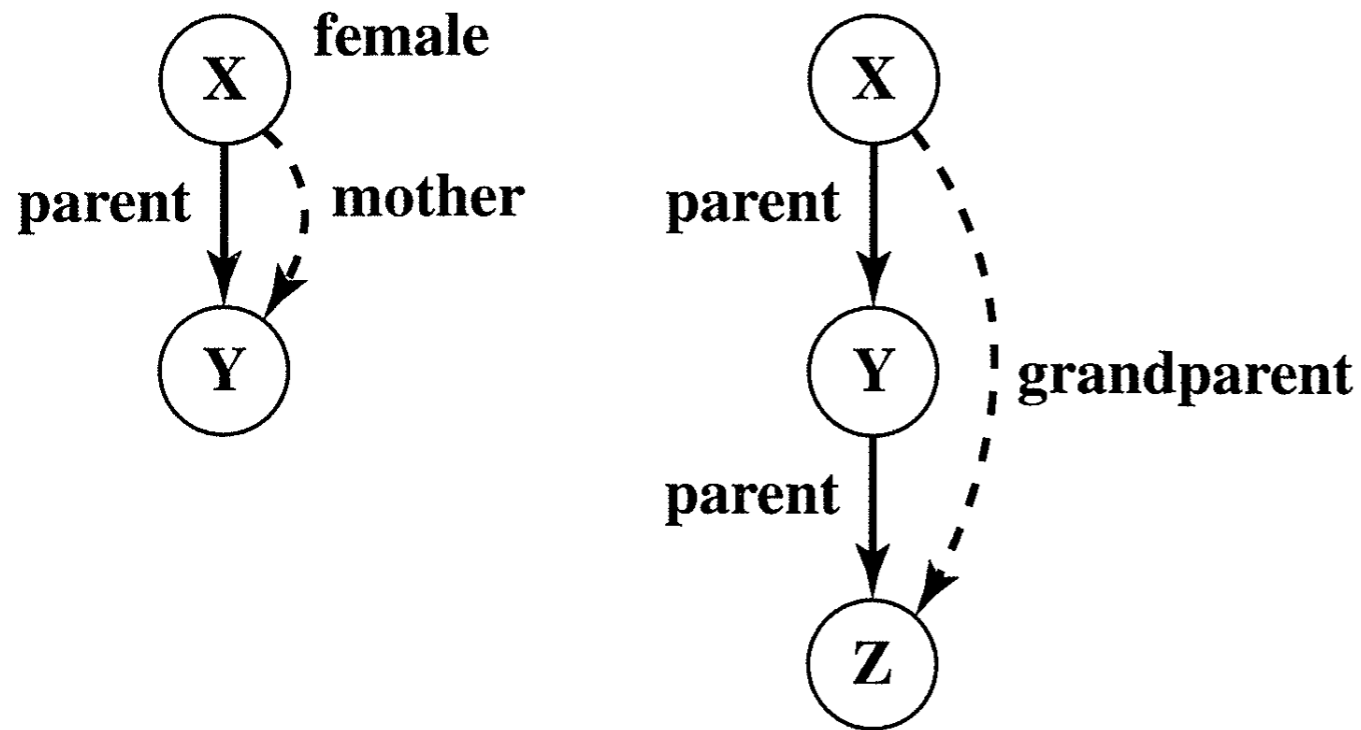 X female
parent mother
Y
X
parent
Y
grandparent
parent
Z